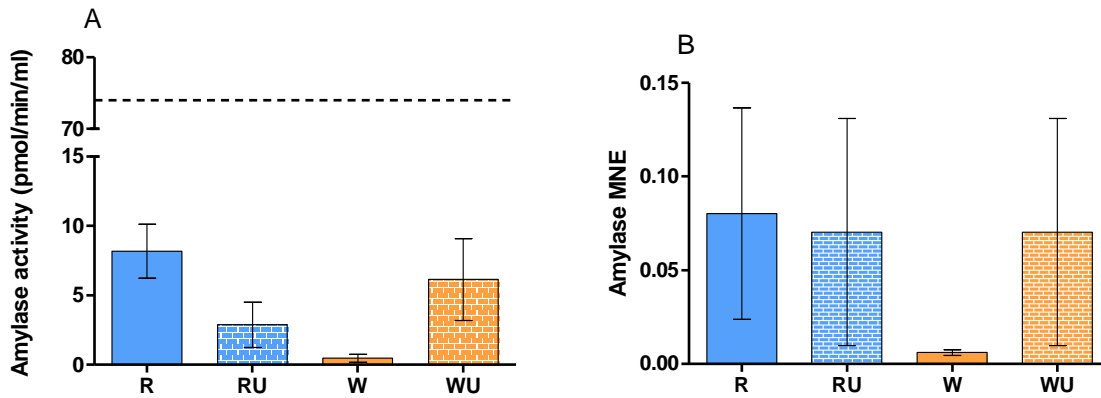 A
Amylase activity (pmol/min/ml)
80
70
15
10
5
0
R RU W WU
B
Amylase MNE
0.15
0.10
0.05
0.00
R RU W WU